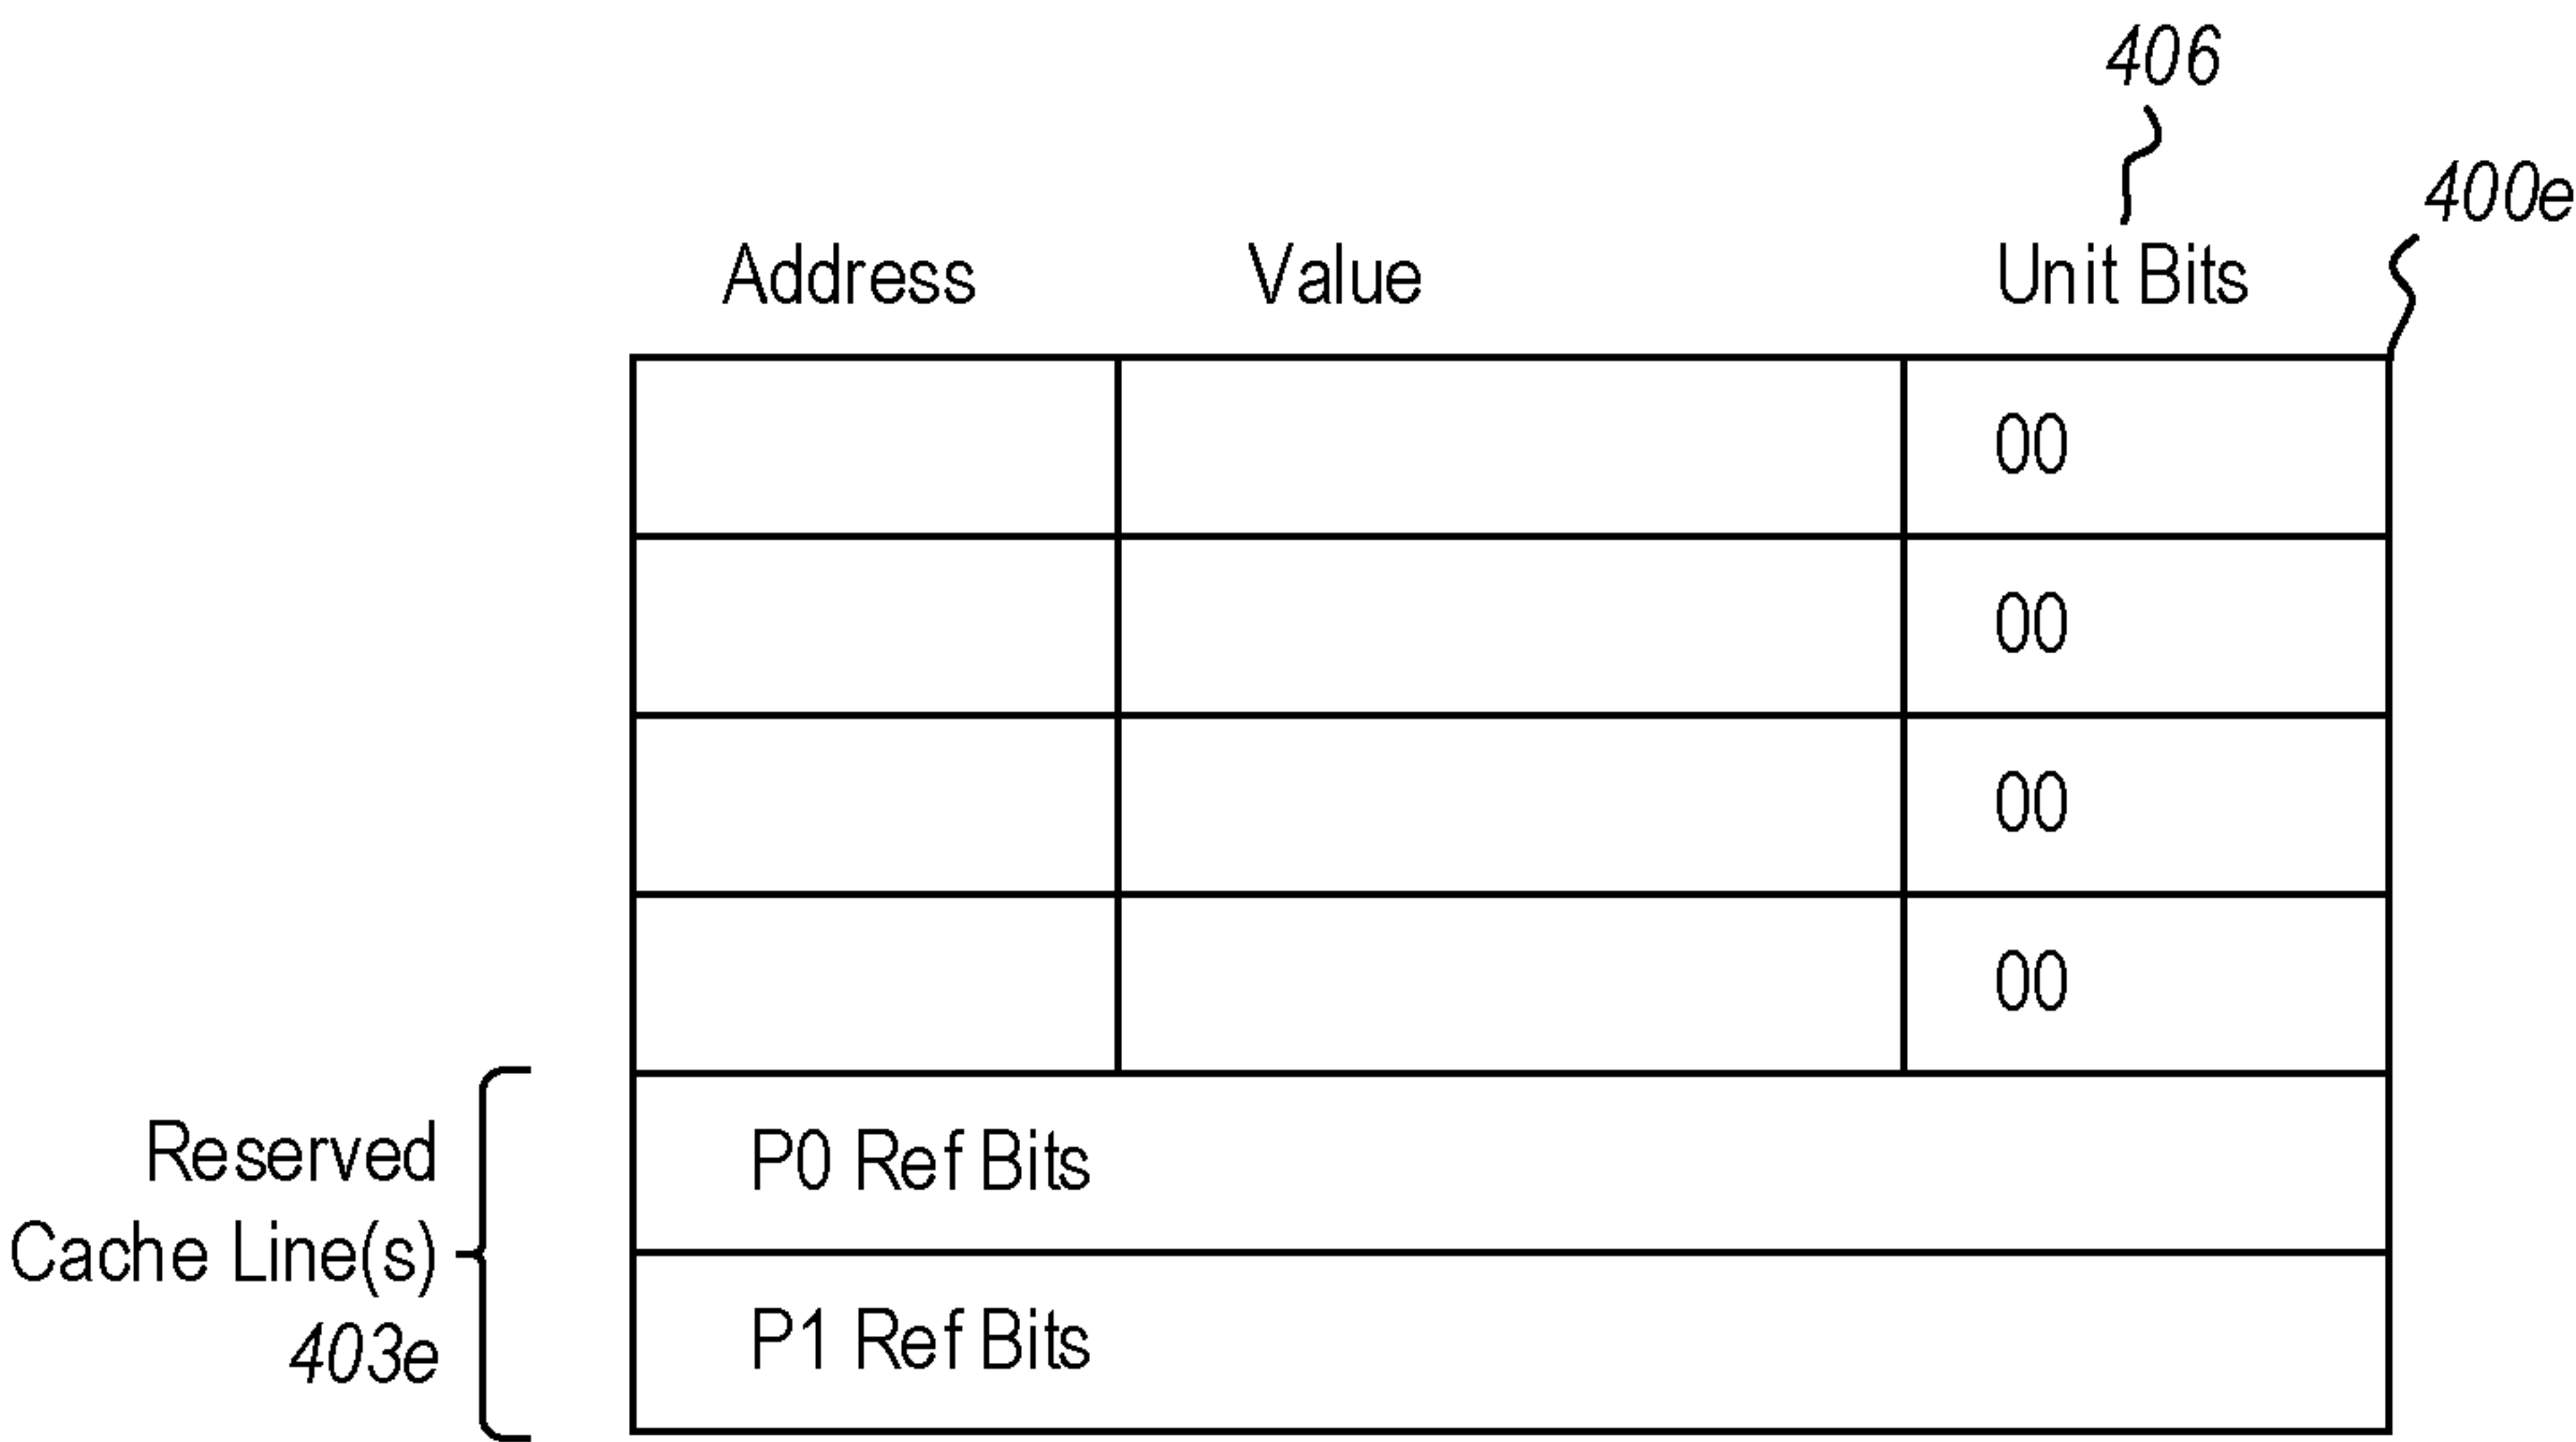 406
400e
Address Value Unit Bits
00
00
00
00
Reserved
Cache Line(s)
403e
P0 Ref Bits
P1 Ref Bits